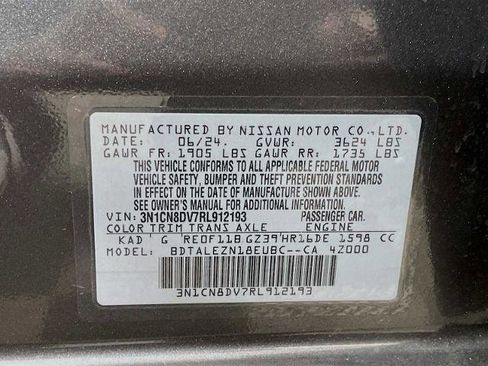 MANUFACTURED BY NISSAN MOTOR CO., LTD.
DATE: 06/24. GVWR: 3624 LBS
GAWR FR: 1905 LBS GAWR RR: 1735 LBS
THIS VEHICLE CONFORMS TO ALL APPLICABLE FEDERAL MOTOR
VEHICLE SAFETY, BUMPER AND THEFT PREVENTION STANDARDS
IN EFFECT ON THE DATE OF MANUFACTURE SHOWN ABOVE.
SEE OWNER'S MANUAL FOR ADDITIONAL INFORMATION
VIN: 3N1CN8DV7RL912193 PASSENGER CAR.
COLOR TRIM TRANS AXLE ENGINE
KAD ' G RE0F11B GZ39 HR16DE 1598 CC
MODEL: BDTALEZN18EUBC--CA 4Z000
3N1CN8DV7RL912193